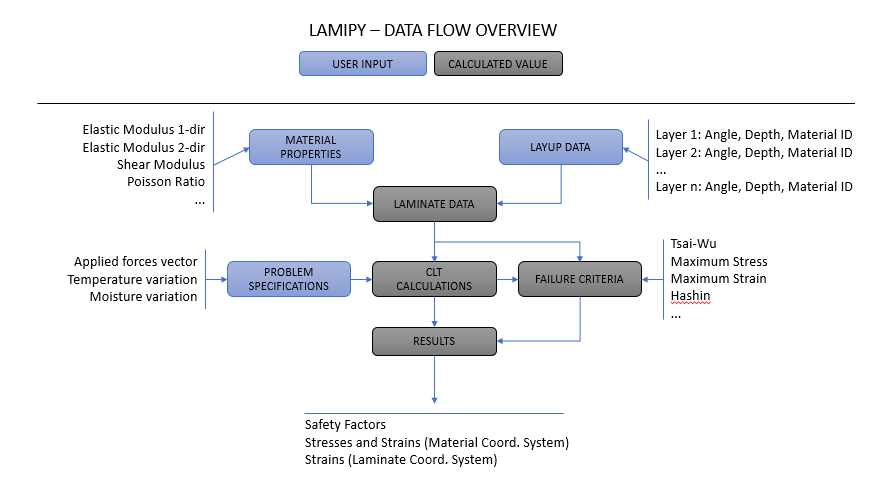 LAMIPY – DATA FLOW OVERVIEW
USER INPUT
CALCULATED VALUE
Elastic Modulus 1-dir
Elastic Modulus 2-dir
Shear Modulus
Poisson Ratio
...
MATERIAL
PROPERTIES
LAYUP DATA
Layer 1: Angle, Depth, Material ID
Layer 2: Angle, Depth, Material ID
...
Layer n: Angle, Depth, Material ID
LAMINATE DATA
Applied forces vector
Temperature variation
Moisture variation
PROBLEM
SPECIFICATIONS
CLT
CALCULATIONS
FAILURE CRITERIA
Tsai-Wu
Maximum Stress
Maximum Strain
Hashin
...
RESULTS
Safety Factors
Stresses and Strains (Material Coord. System)
Strains (Laminate Coord. System)